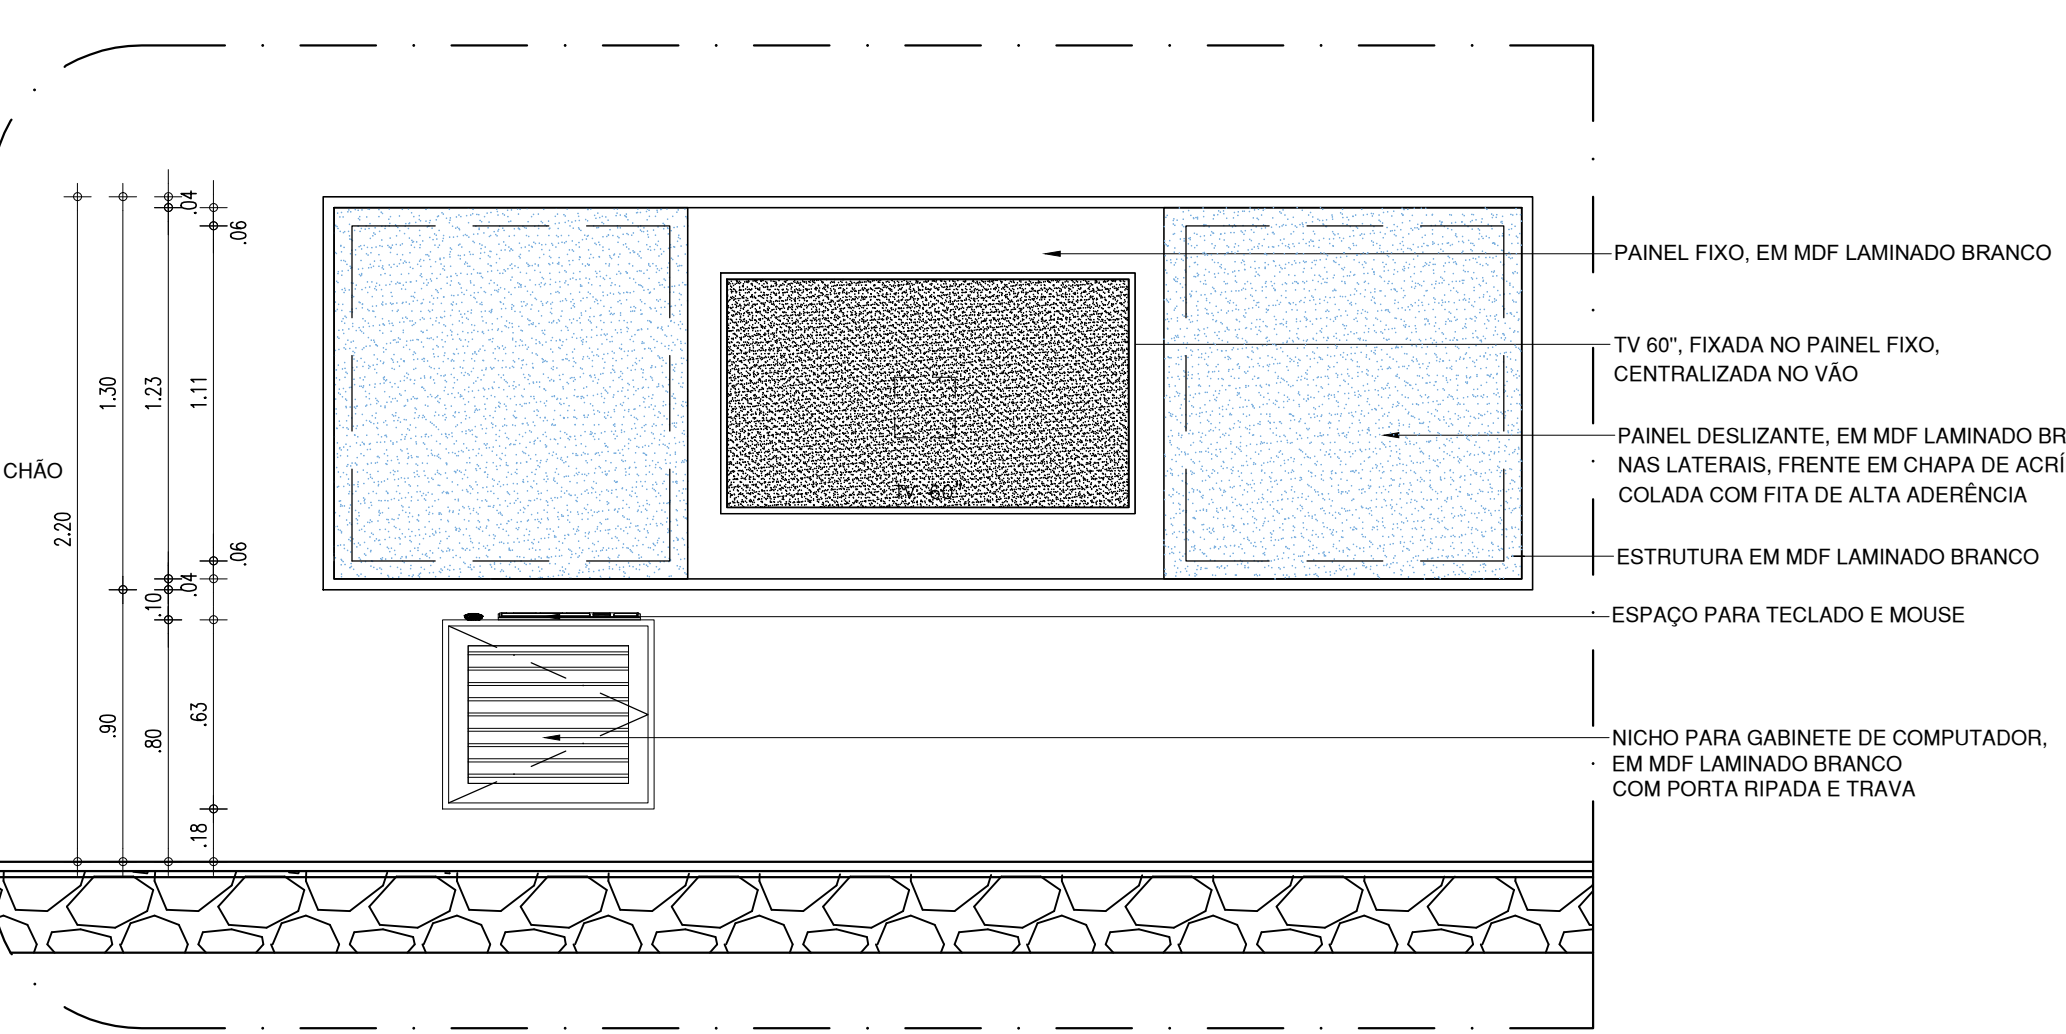 .04
.06
1.30
1.23
1.11
CHÃO
2.20
.06
.04
.10
.90
.80
.63
.18
TV 60"
PAINEL FIXO, EM MDF LAMINADO BRANCO
TV 60", FIXADA NO PAINEL FIXO,
CENTRALIZADA NO VÃO
PAINEL DESLIZANTE, EM MDF LAMINADO BR
NAS LATERAIS, FRENTE EM CHAPA DE ACRÍ
COLADA COM FITA DE ALTA ADERÊNCIA
ESTRUTURA EM MDF LAMINADO BRANCO
ESPAÇO PARA TECLADO E MOUSE
NICHO PARA GABINETE DE COMPUTADOR,
EM MDF LAMINADO BRANCO
COM PORTA RIPADA E TRAVA